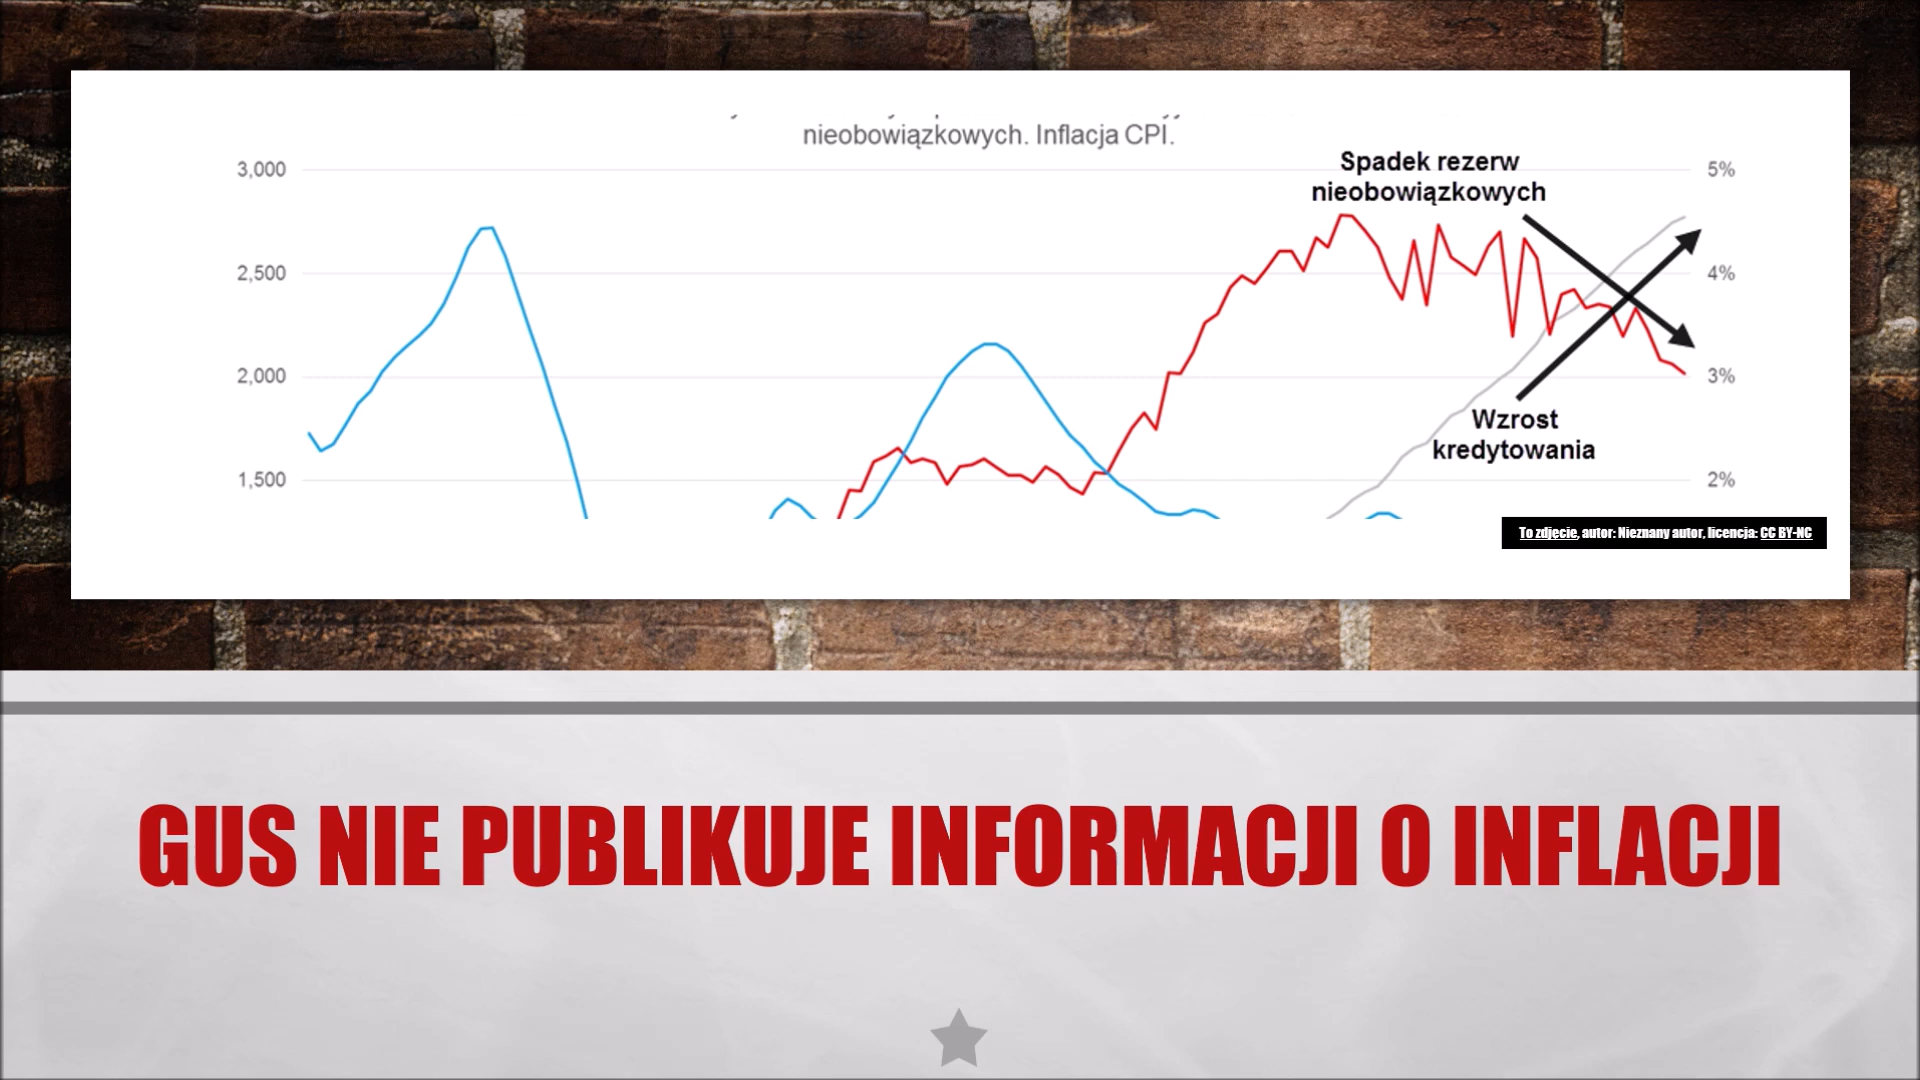 nieobowiązkowych. Inflacja CPI.
3,000
2,500
2,000
1,500
Spadek rezerw
nieobowiązkowych
5%
4%
3%
2%
Wzrost
kredytowania
To zdjęcie, autor: Nieznany autor, licencja: CC BY-NC
GUS NIE PUBLIKUJE INFORMACJI O INFLACJI